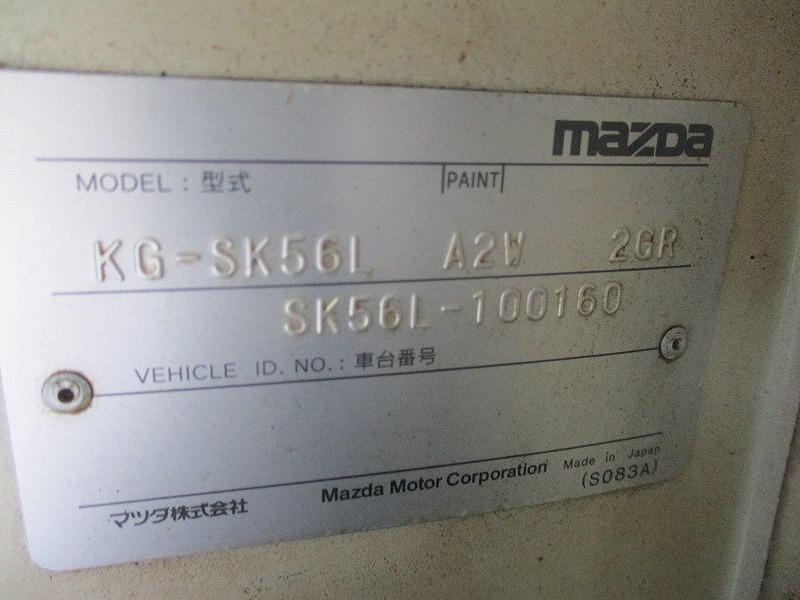 mazda
MODEL : 型式 PAINT
KG-SK56L A2W 2GR
SK56L-100160
VEHICLE ID. NO. : 車台番号
マツダ株式会社 Mazda Motor Corporation Made in Japan
(S083A)